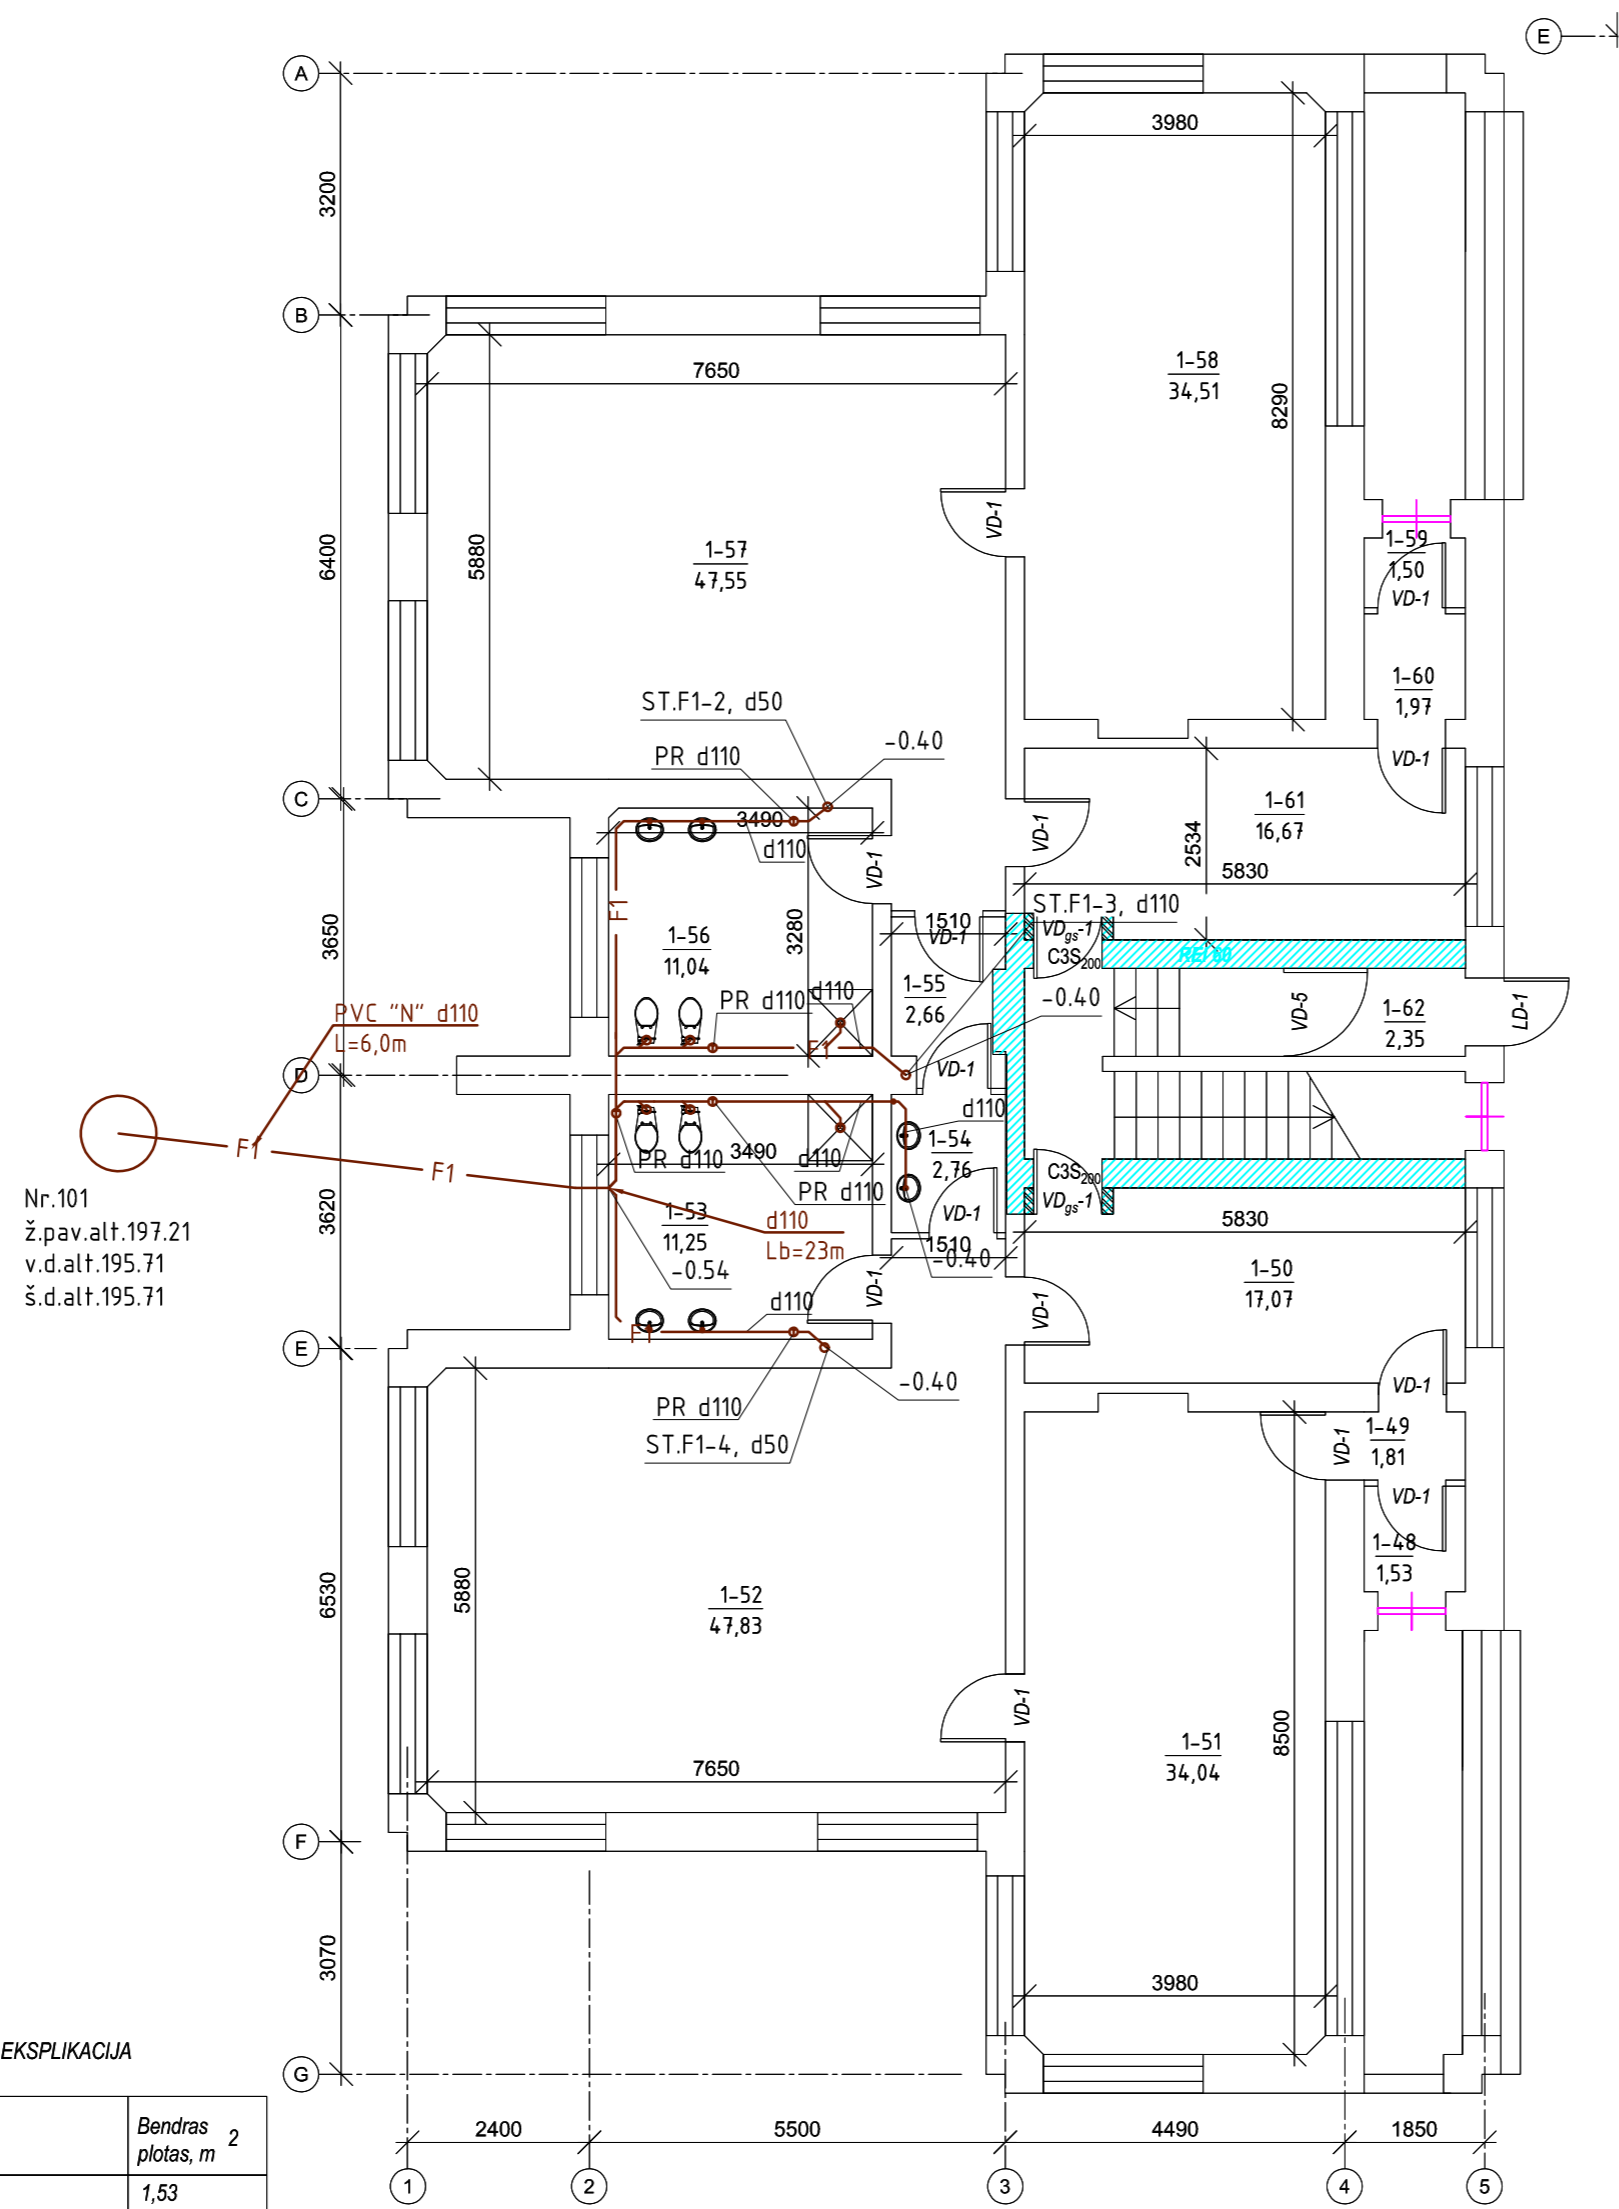 E
A
3980
3200
B
7650
1-58
34,51
8290
6400
5880
1-57
47,55
VD-1
1-59
1,50
VD-1
1-60
1,97
VD-1
ST.F1-2, d50
-0.40
PR d110
C
3490
d110
VD-1
VD-1
1-61
16,67
2534
5830
ST.F1-3, d110
F1
3650
1-56
11,04
3280
1510
VD-1
VDgs-1
C3S200
REI 60
1-55
2,66
-0.40
PR d110
d110
F1
VD-5
1-62
2,35
LD-1
PVC "N" d110
L=6,0m
D
VD-1
d110
1-54
2,76
F1
F1
3490
PR d110
d110
PR d110
C3S200
VDgs-1
VD-1
Nr.101
ž.pav.alt.197.21
v.d.alt.195.71
š.d.alt.195.71
3620
1-53
11,25
d110
Lb=23m
-0.54
1510
-0.40
5830
1-50
17,07
VD-1
VD-1
d110
F1
E
-0.40
PR d110
ST.F1-4, d50
VD-1
1-49
1,81
VD-1
VD-1
1-48
1,53
6530
5880
1-52
47,83
VD-1
8500
1-51
34,04
7650
F
3070
3980
EKSPLIKACIJA
G
Bendras
plotas, m 2
1,53
2400
5500
4490
1850
1
2
3
4
5